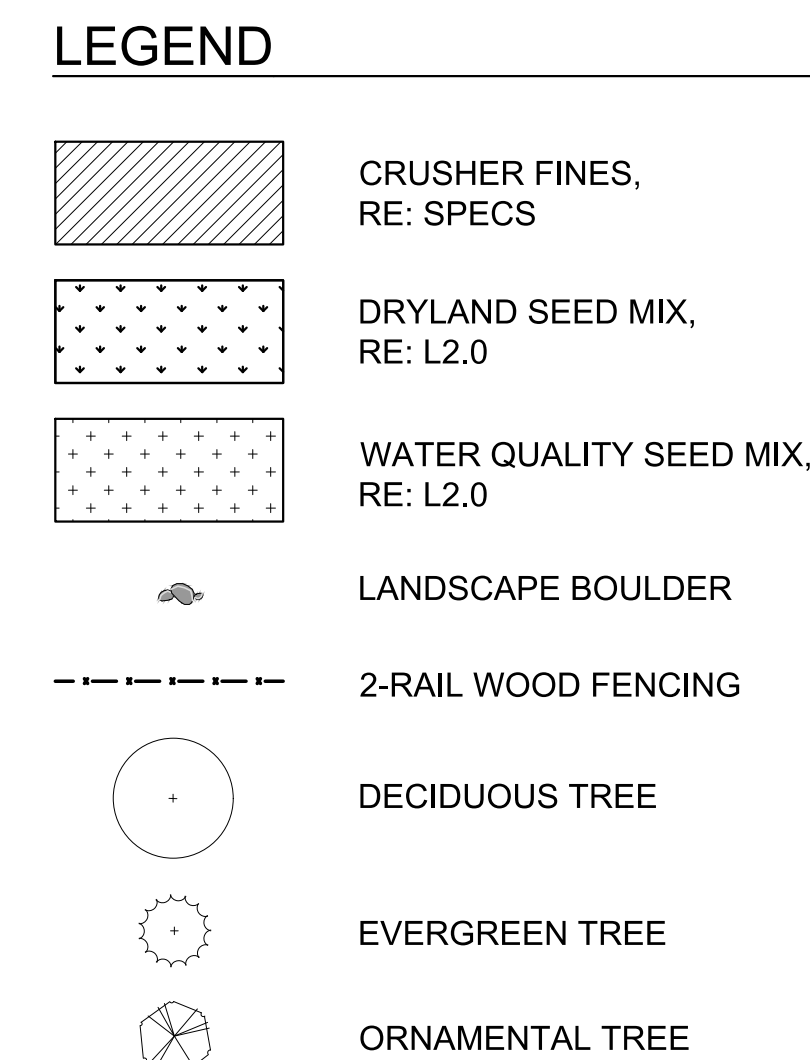 LEGEND
CRUSHER FINES,
RE: SPECS
DRYLAND SEED MIX,
RE: L2.0
WATER QUALITY SEED MIX,
RE: L2.0
LANDSCAPE BOULDER
2-RAIL WOOD FENCING
DECIDUOUS TREE
EVERGREEN TREE
ORNAMENTAL TREE